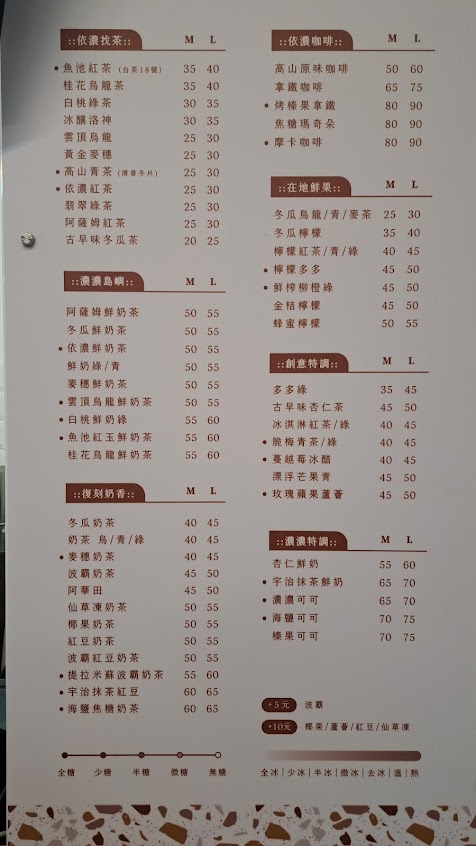 ::依濃找茶:: M L
• 魚池紅茶 (台茶18號) 35 40
桂花烏龍茶 35 40
白桃綠茶 30 35
冰釀洛神 30 35
雲頂烏龍 25 30
黃金麥穗 25 30
• 高山青茶 (清香冬片) 25 30
• 依濃紅茶 25 30
翡翠綠茶 25 30
阿薩姆紅茶 25 30
古早味冬瓜茶 20 25
::濃濃島嶼:: M L
阿薩姆鮮奶茶 50 55
冬瓜鮮奶茶 50 55
• 依濃鮮奶茶 50 55
鮮奶綠/青 50 55
麥穗鮮奶茶 50 55
• 雲頂烏龍鮮奶茶 50 55
• 白桃鮮奶綠 55 60
• 魚池紅玉鮮奶茶 55 60
桂花烏龍鮮奶茶 55 60
::復刻奶香:: M L
冬瓜奶茶 40 45
奶茶 烏/青/綠 40 45
• 麥穗奶茶 40 45
波霸奶茶 45 50
阿華田 45 50
仙草凍奶茶 50 55
椰果奶茶 50 55
紅豆奶茶 50 55
波霸紅豆奶茶 50 55
• 提拉米蘇波霸奶茶 55 60
• 宇治抹茶紅豆 60 65
• 海鹽焦糖奶茶 60 65
全糖 少糖 半糖 微糖 無糖
::依濃咖啡:: M L
高山原味咖啡 50 60
拿鐵咖啡 65 75
• 烤榛果拿鐵 80 90
焦糖瑪奇朵 80 90
• 摩卡咖啡 80 90
::在地鮮果:: M L
冬瓜烏龍/青/麥茶 25 30
冬瓜檸檬 35 40
檸檬紅茶/青/綠 40 45
• 檸檬多多 45 50
• 鮮榨柳橙綠 45 50
金桔檸檬 45 50
蜂蜜檸檬 50 55
::創意特調:: M L
多多綠 35 45
古早味杏仁茶 45 50
冰淇淋紅茶/綠 40 45
• 脆梅青茶/綠 40 45
• 蔓越莓冰醋 40 45
漂浮芒果青 45 50
• 玫瑰蘋果蘆薈 45 50
::濃濃特調:: M L
杏仁鮮奶 55 60
• 宇治抹茶鮮奶 65 70
• 濃濃可可 65 70
• 海鹽可可 70 75
榛果可可 70 75
+5元 波霸
+10元 椰果/蘆薈/紅豆/仙草凍
全冰|少冰|半冰|微冰|去冰|溫|熱